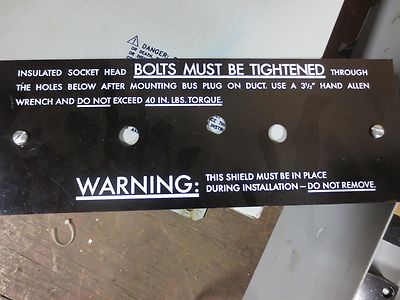 ⚠ DANGER:
INSULATED SOCKET HEAD BOLTS MUST BE TIGHTENED THROUGH
THE HOLES BELOW AFTER MOUNTING BUS PLUG ON DUCT. USE A 3½" HAND ALLEN
WRENCH AND DO NOT EXCEED 40 IN. LBS. TORQUE.
WARNING: THIS SHIELD MUST BE IN PLACE
DURING INSTALLATION — DO NOT REMOVE.